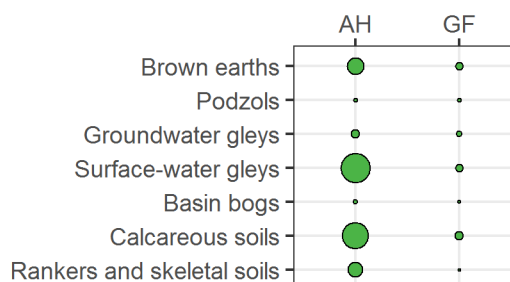 AH GF
Brown earths
Podzols
Groundwater gleys
Surface-water gleys
Basin bogs
Calcareous soils
Rankers and skeletal soils